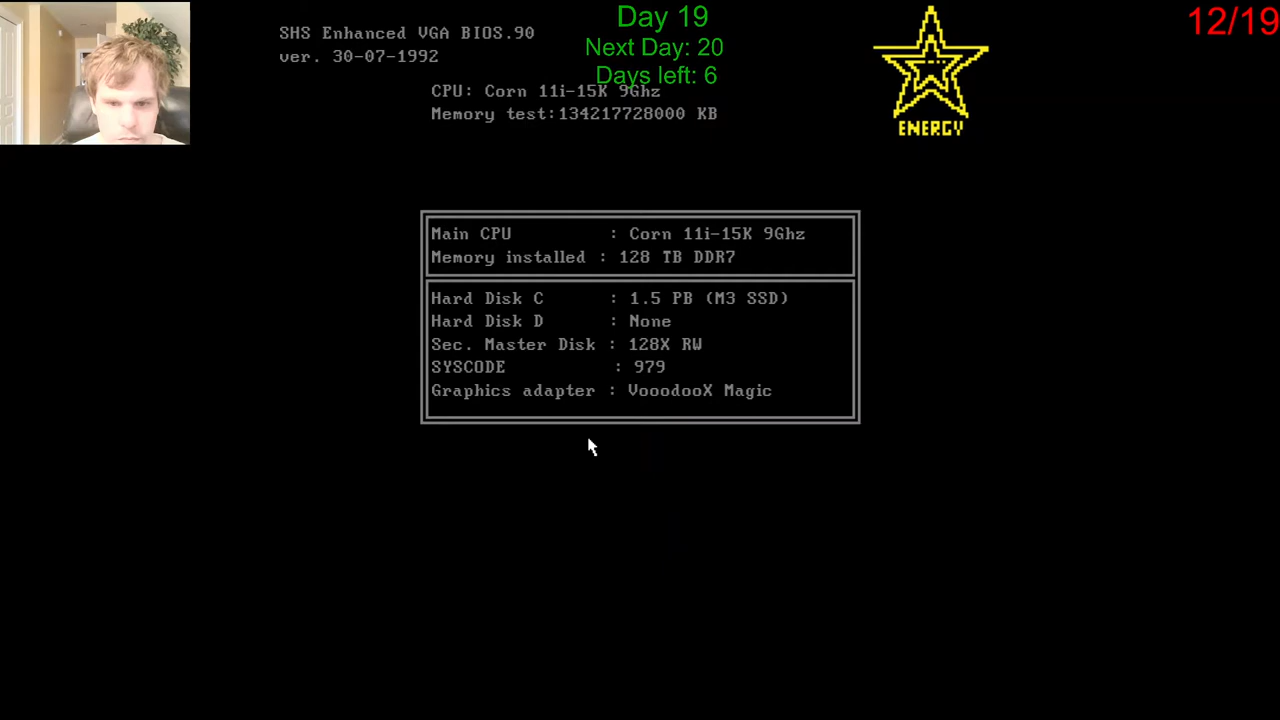 SHS Enhanced VGA BIOS.90
ver. 30-07-1992
Day 19
Next Day: 20
Days left: 6
12/19
CPU: Corn 11i-15K 9Ghz
Memory test:134217728000 KB
ENERGY
Main CPU : Corn 11i-15K 9Ghz
Memory installed : 128 TB DDR7
Hard Disk C : 1.5 PB (M3 SSD)
Hard Disk D : None
Sec. Master Disk : 128X RW
SYSCODE : 979
Graphics adapter : VooodooX Magic